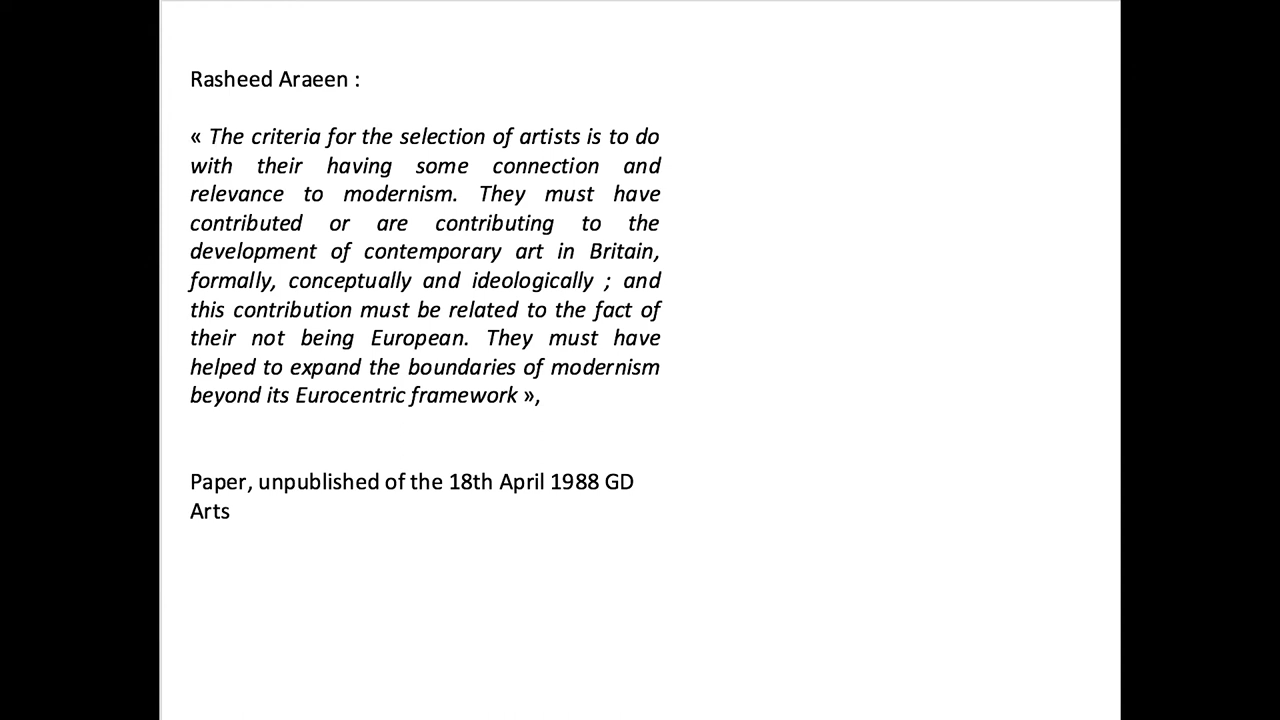 Rasheed Araeen :
« The criteria for the selection of artists is to do
with their having some connection and
relevance to modernism. They must have
contributed or are contributing to the
development of contemporary art in Britain,
formally, conceptually and ideologically ; and
this contribution must be related to the fact of
their not being European. They must have
helped to expand the boundaries of modernism
beyond its Eurocentric framework »,
Paper, unpublished of the 18th April 1988 GD
Arts